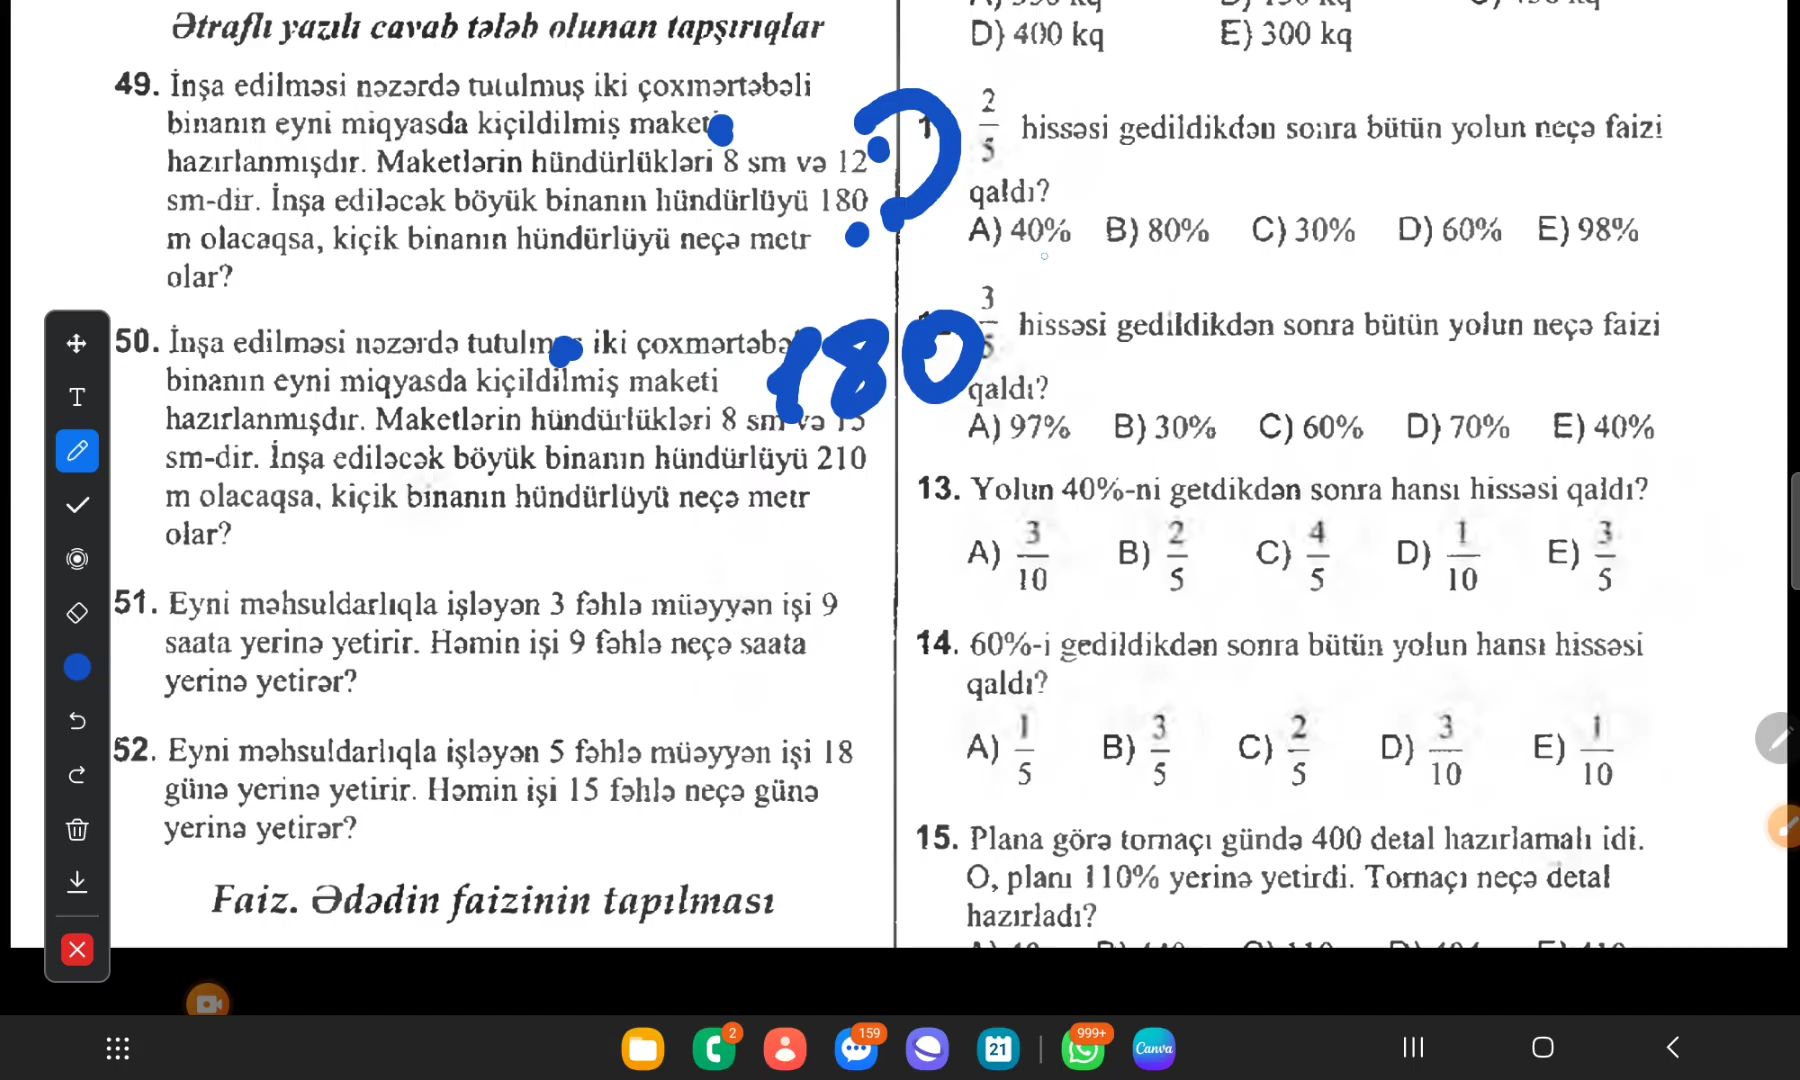 Ətraflı yazılı cavab tələb olunan tapşırıqlar
49. İnşa edilməsi nəzərdə tutulmuş iki çoxmərtəbəli
binanın eyni miqyasda kiçildilmiş
hazırlanmışdır. Maketlərin hündürlükləri 8 sm və 12
sm-dir. İnşa ediləcək böyük binanın hündürlüyü 180
m olacaqsa, kiçik binanın hündürlüyü neçə metr
olar?
50. İnşa edilməsi nəzərdə iki
binanın eyni miqyasda kiçildilmiş maketi
hazırlanmışdır. Maketlərin hündürlükləri 8 sm və 15
sm-dir. İnşa ediləcək böyük binanın hündürlüyü 210
m olacaqsa, kiçik binanın hündürlüyü neçə metr
olar?
51. Eyni məhsuldarlıqla işləyən 3 fəhlə müəyyən işi 9
saata yerinə yetirir. Həmin işi 9 fəhlə neçə saata
yerinə yetirər?
52. Eyni məhsuldarlıqla işləyən 5 fəhlə müəyyən işi 18
günə yerinə yetirir. Həmin işi 15 fəhlə neçə günə
yerinə yetirər?
Faiz. Ədədin faizinin tapılması
?
180
D) 400 kq E) 300 kq
2/5 hissəsi gedildikdən sonra bütün yolun neçə faizi
qaldı?
A) 40% B) 80% C) 30% D) 60% E) 98%
3/5 hissəsi gedildikdən sonra bütün yolun neçə faizi
qaldı?
A) 97% B) 30% C) 60% D) 70% E) 40%
13. Yolun 40%-ni getdikdən sonra hansı hissəsi qaldı?
A) 3/10 B) 2/5 C) 4/5 D) 1/10 E) 3/5
14. 60%-i gedildikdən sonra bütün yolun hansı hissəsi
qaldı?
A) 1/5 B) 3/5 C) 2/5 D) 3/10 E) 1/10
15. Plana görə tornaçı gündə 400 detal hazırlamalı idi.
O, planı 110% yerinə yetirdi. Tornaçı neçə detal
hazırladı?
T
2
159
21
999+
Canva